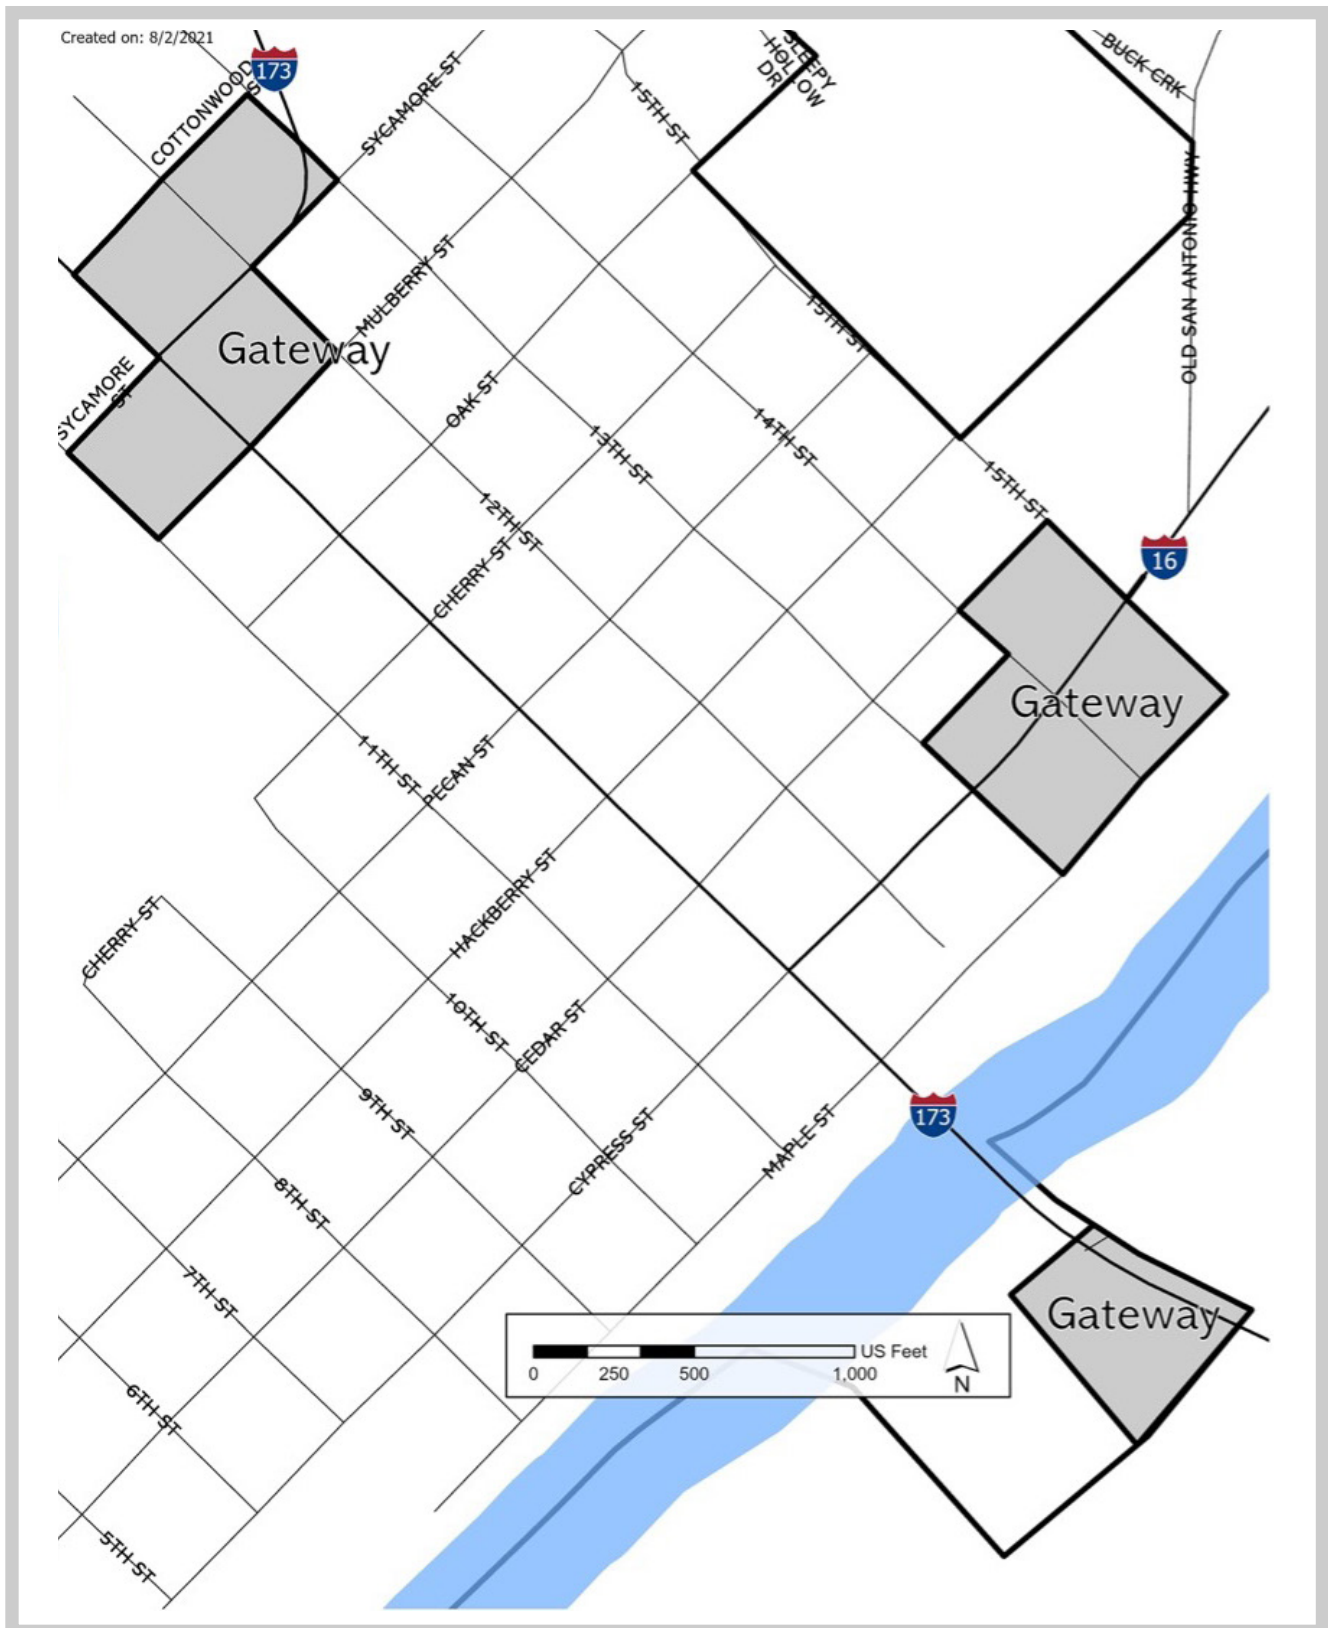 Created on: 8/2/2021
173
COTTONWOOD
ST
SYCAMORE ST
15TH ST
SLEEPY
HOLLOW
DR
BUCK CRK
OLD SAN ANTONIO HWY
MULBERRY ST
Gateway
15TH ST
SYCAMORE
ST
OAK ST
13TH ST
14TH ST
15TH ST
12TH ST
CHERRY ST
16
Gateway
11TH ST
PECAN ST
HACKBERRY ST
CHERRY ST
10TH ST
CEDAR ST
9TH ST
CYPRESS ST
MAPLE ST
173
8TH ST
7TH ST
Gateway
US Feet
0 250 500 1,000
N
6TH ST
5TH ST